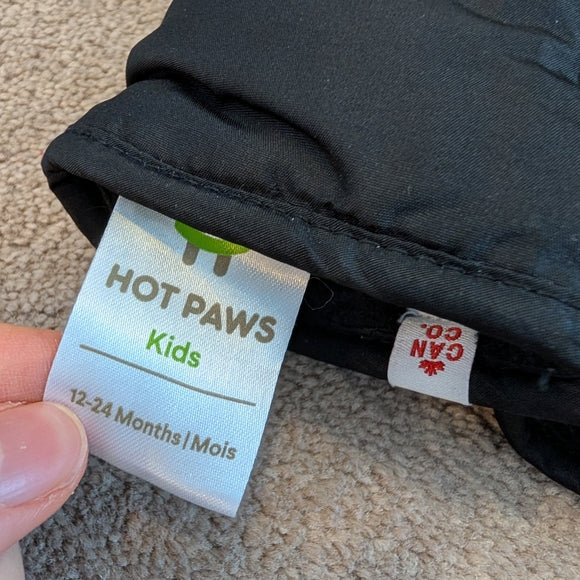 HOT PAWS
Kids
12-24 Months | Mois
CAN
CO.